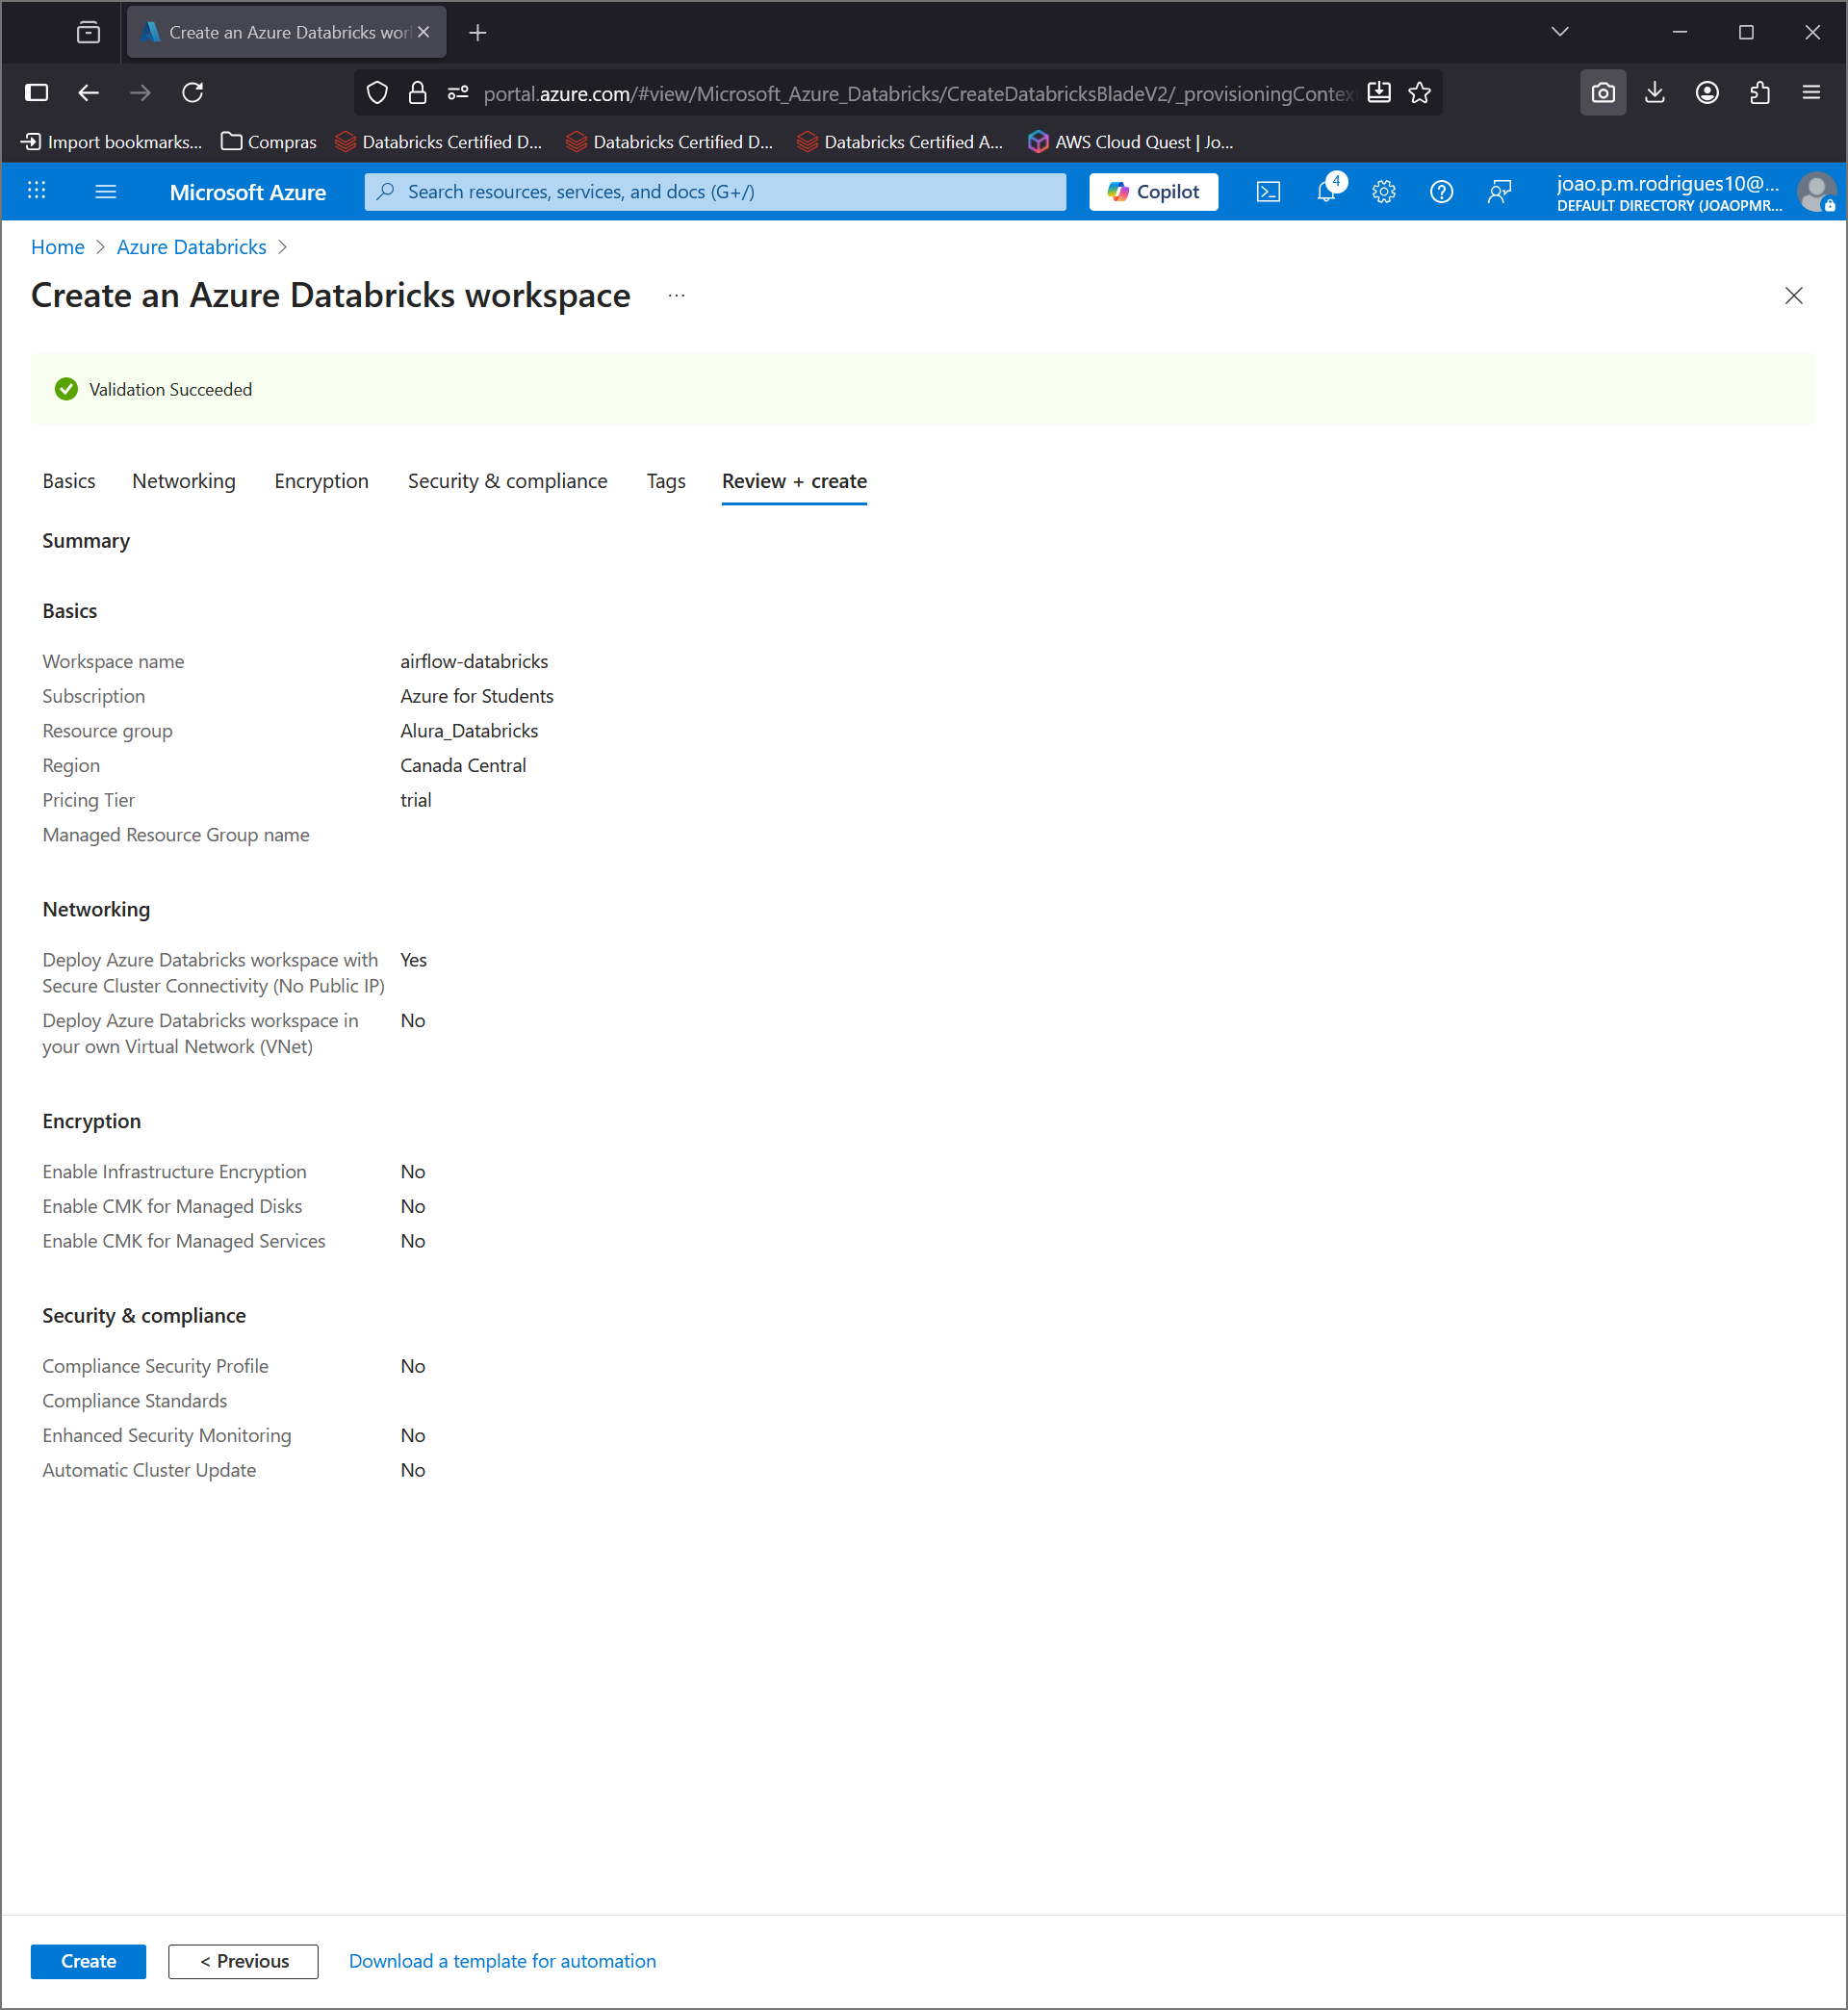 Create an Azure Databricks wor
portal.azure.com/#view/Microsoft_Azure_Databricks/CreateDatabricksBladeV2/_provisioningContex
Import bookmarks... Compras Databricks Certified D... Databricks Certified D... Databricks Certified A... AWS Cloud Quest | Jo...
Microsoft Azure Search resources, services, and docs (G+/) Copilot 4 joao.p.m.rodrigues10@...
DEFAULT DIRECTORY (JOAOPMR...
Home > Azure Databricks >
Create an Azure Databricks workspace ...
Validation Succeeded
Basics Networking Encryption Security & compliance Tags Review + create
Summary
Basics
Workspace name airflow-databricks
Subscription Azure for Students
Resource group Alura_Databricks
Region Canada Central
Pricing Tier trial
Managed Resource Group name
Networking
Deploy Azure Databricks workspace with Yes
Secure Cluster Connectivity (No Public IP)
Deploy Azure Databricks workspace in No
your own Virtual Network (VNet)
Encryption
Enable Infrastructure Encryption No
Enable CMK for Managed Disks No
Enable CMK for Managed Services No
Security & compliance
Compliance Security Profile No
Compliance Standards
Enhanced Security Monitoring No
Automatic Cluster Update No
Create < Previous Download a template for automation